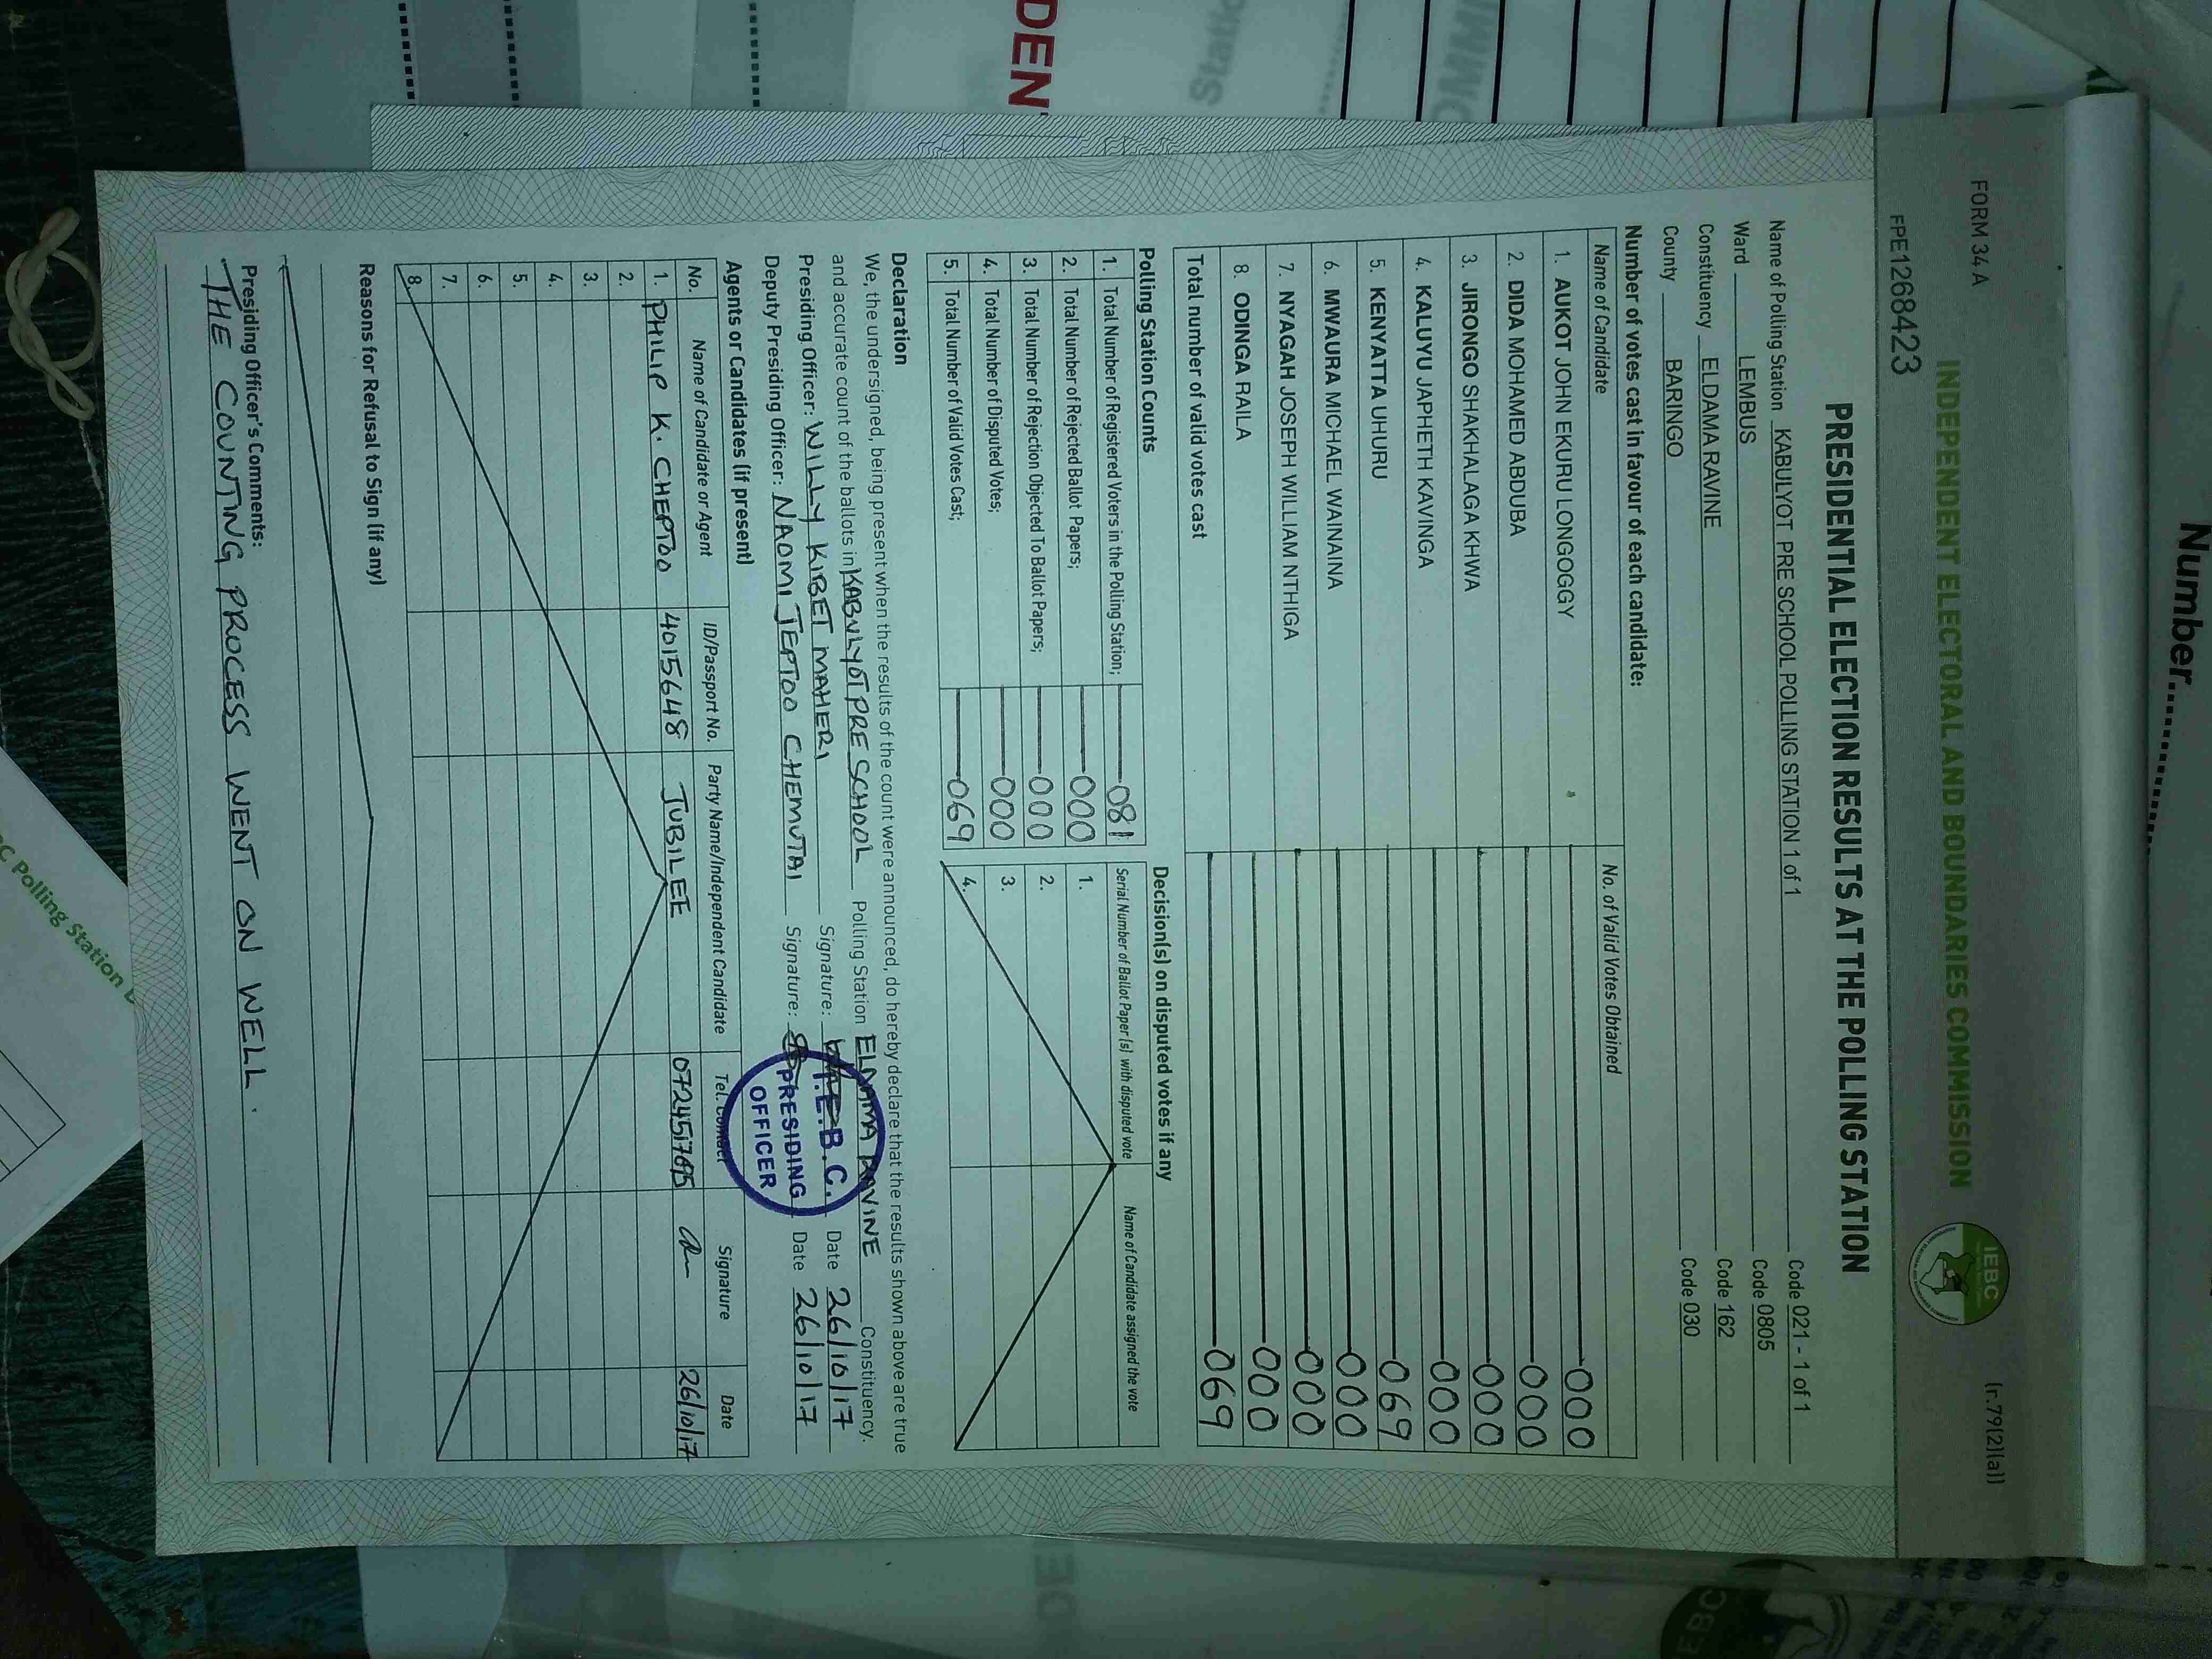 Number
FORM 34 A
(r.79(2)(a))
INDEPENDENT ELECTORAL AND BOUNDARIES COMMISSION
IEBC
FPE1268423
PRESIDENTIAL ELECTION RESULTS AT THE POLLING STATION
Name of Polling Station KABULYOT PRE SCHOOL POLLING STATION 1 of 1 Code 021 - 1 of 1
Ward LEMBUS Code 0805
Constituency ELDAMA RAVINE Code 162
County BARINGO Code 030
Number of votes cast in favour of each candidate:
Name of Candidate No. of Valid Votes Obtained
1. AUKOT JOHN EKURU LONGOGGY 000
2. DIDA MOHAMED ABDUBA 000
3. JIRONGO SHAKHALAGA KHWA 000
4. KALUYU JAPHETH KAVINGA 000
5. KENYATTA UHURU 069
6. MWAURA MICHAEL WAINAINA 000
7. NYAGAH JOSEPH WILLIAM NTHIGA 000
8. ODINGA RAILA 000
Total number of valid votes cast 069
Polling Station Counts
1. Total Number of Registered Voters in the Polling Station; 081
2. Total Number of Rejected Ballot Papers; 000
3. Total Number of Rejection Objected To Ballot Papers; 000
4. Total Number of Disputed Votes; 000
5. Total Number of Valid Votes Cast; 069
Decision(s) on disputed votes if any
Serial Number of Ballot Paper (s) with disputed vote Name of Candidate assigned the vote
1.
2.
3.
4.
Declaration
We, the undersigned, being present when the results of the count were announced, do hereby declare that the results shown above are true
and accurate count of the ballots in KABULYOT PRE SCHOOL Polling Station ELDAMA RAVINE Constituency.
Presiding Officer: WILLY KIBET MAHERI Signature: Date 26/10/17
Deputy Presiding Officer: NAOMI JEPTOO CHEMUTAI Signature: Date 26/10/17
I.E.B.C.
PRESIDING
OFFICER
Agents or Candidates (if present)
No. Name of Candidate or Agent ID/Passport No. Party Name/Independent Candidate Tel. Contact Signature Date
1. PHILIP K. CHEPTOO 4015648 JUBILEE 26/10/17
2.
3.
4.
5.
6.
7.
8.
Reasons for Refusal to Sign (if any)
Presiding Officer's Comments:
THE COUNTING PROCESS WENT ON WELL.
DEN
C Polling Station
IEBC